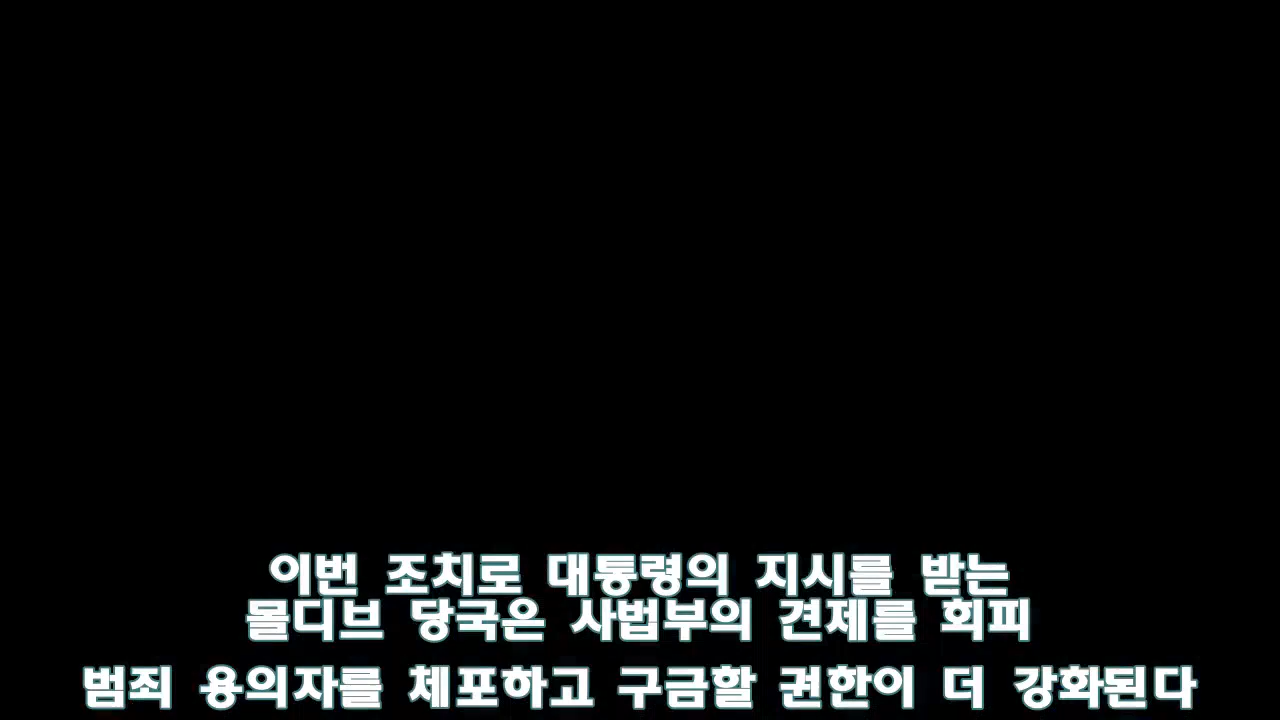 이번 조치로 대통령의 지시를 받는
몰디브 당국은 사법부의 견제를 회피
범죄 용의자를 체포하고 구금할 권한이 더 강화된다